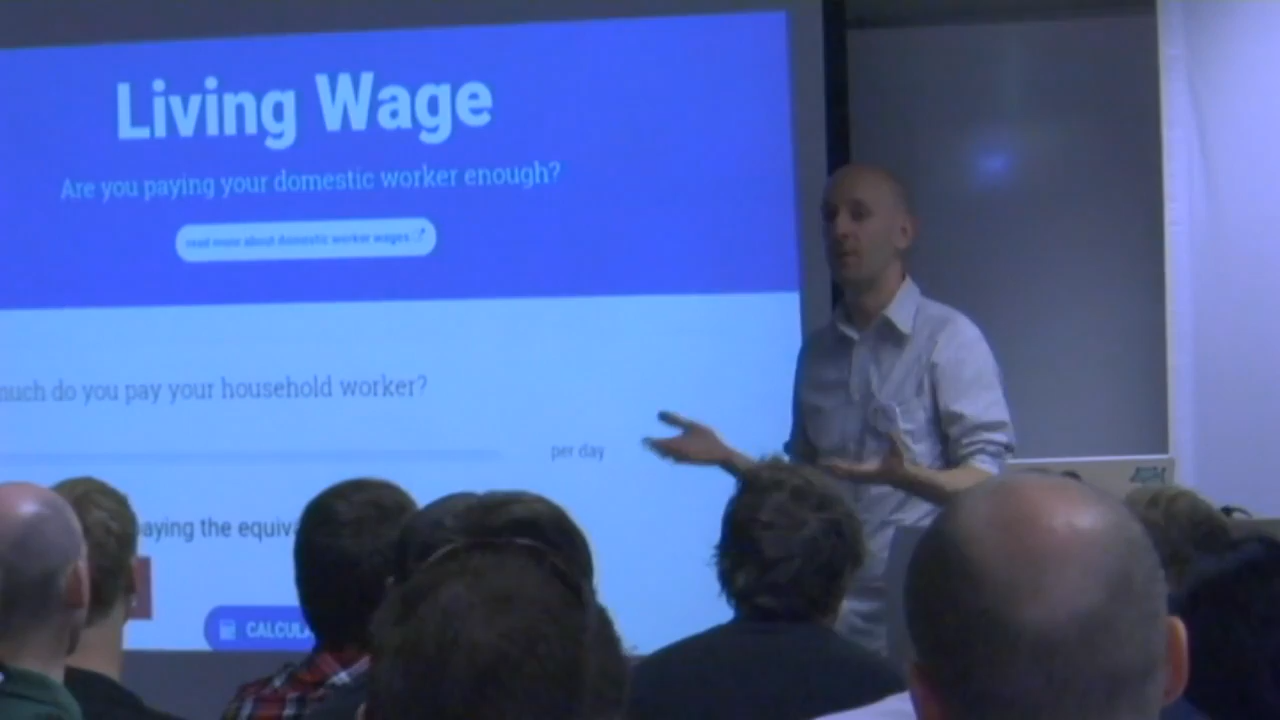 Living Wage
Are you paying your domestic worker enough?
read more about domestic worker wages
much do you pay your household worker?
per day
paying the equiva
CALCULA